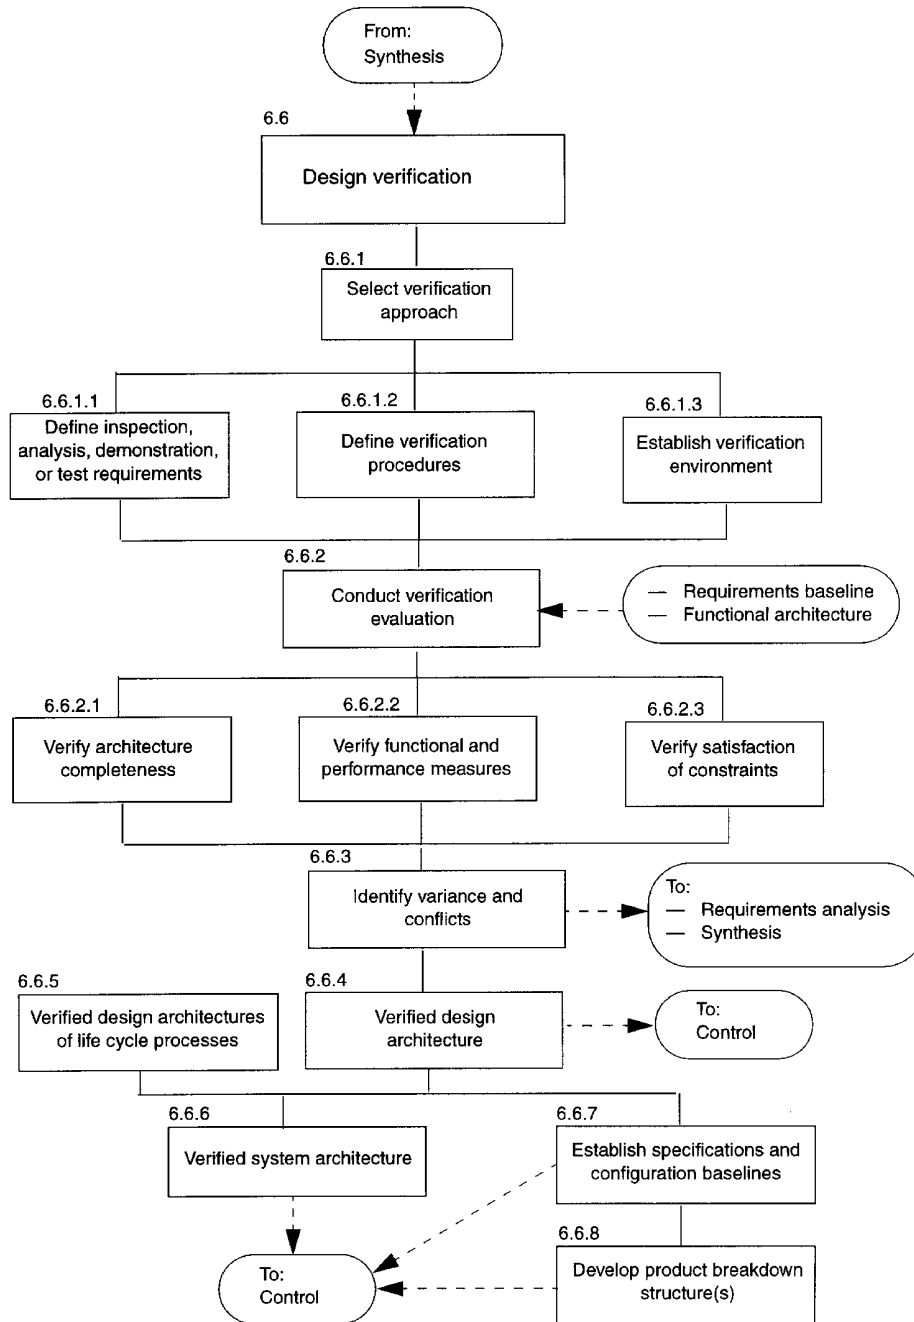 From:
Synthesis
6.6
Design verification
6.6.1
Select verification
approach
6.6.1.1
Define inspection,
analysis, demonstration,
or test requirements
6.6.1.2
Define verification
procedures
6.6.1.3
Establish verification
environment
6.6.2
Conduct verification
evaluation
— Requirements baseline
— Functional architecture
6.6.2.1
Verify architecture
completeness
6.6.2.2
Verify functional and
performance measures
6.6.2.3
Verify satisfaction
of constraints
6.6.3
Identify variance and
conflicts
To:
— Requirements analysis
— Synthesis
6.6.5
Verified design architectures
of life cycle processes
6.6.4
Verified design
architecture
To:
Control
6.6.6
Verified system architecture
6.6.7
Establish specifications and
configuration baselines
6.6.8
Develop product breakdown
structure(s)
To:
Control